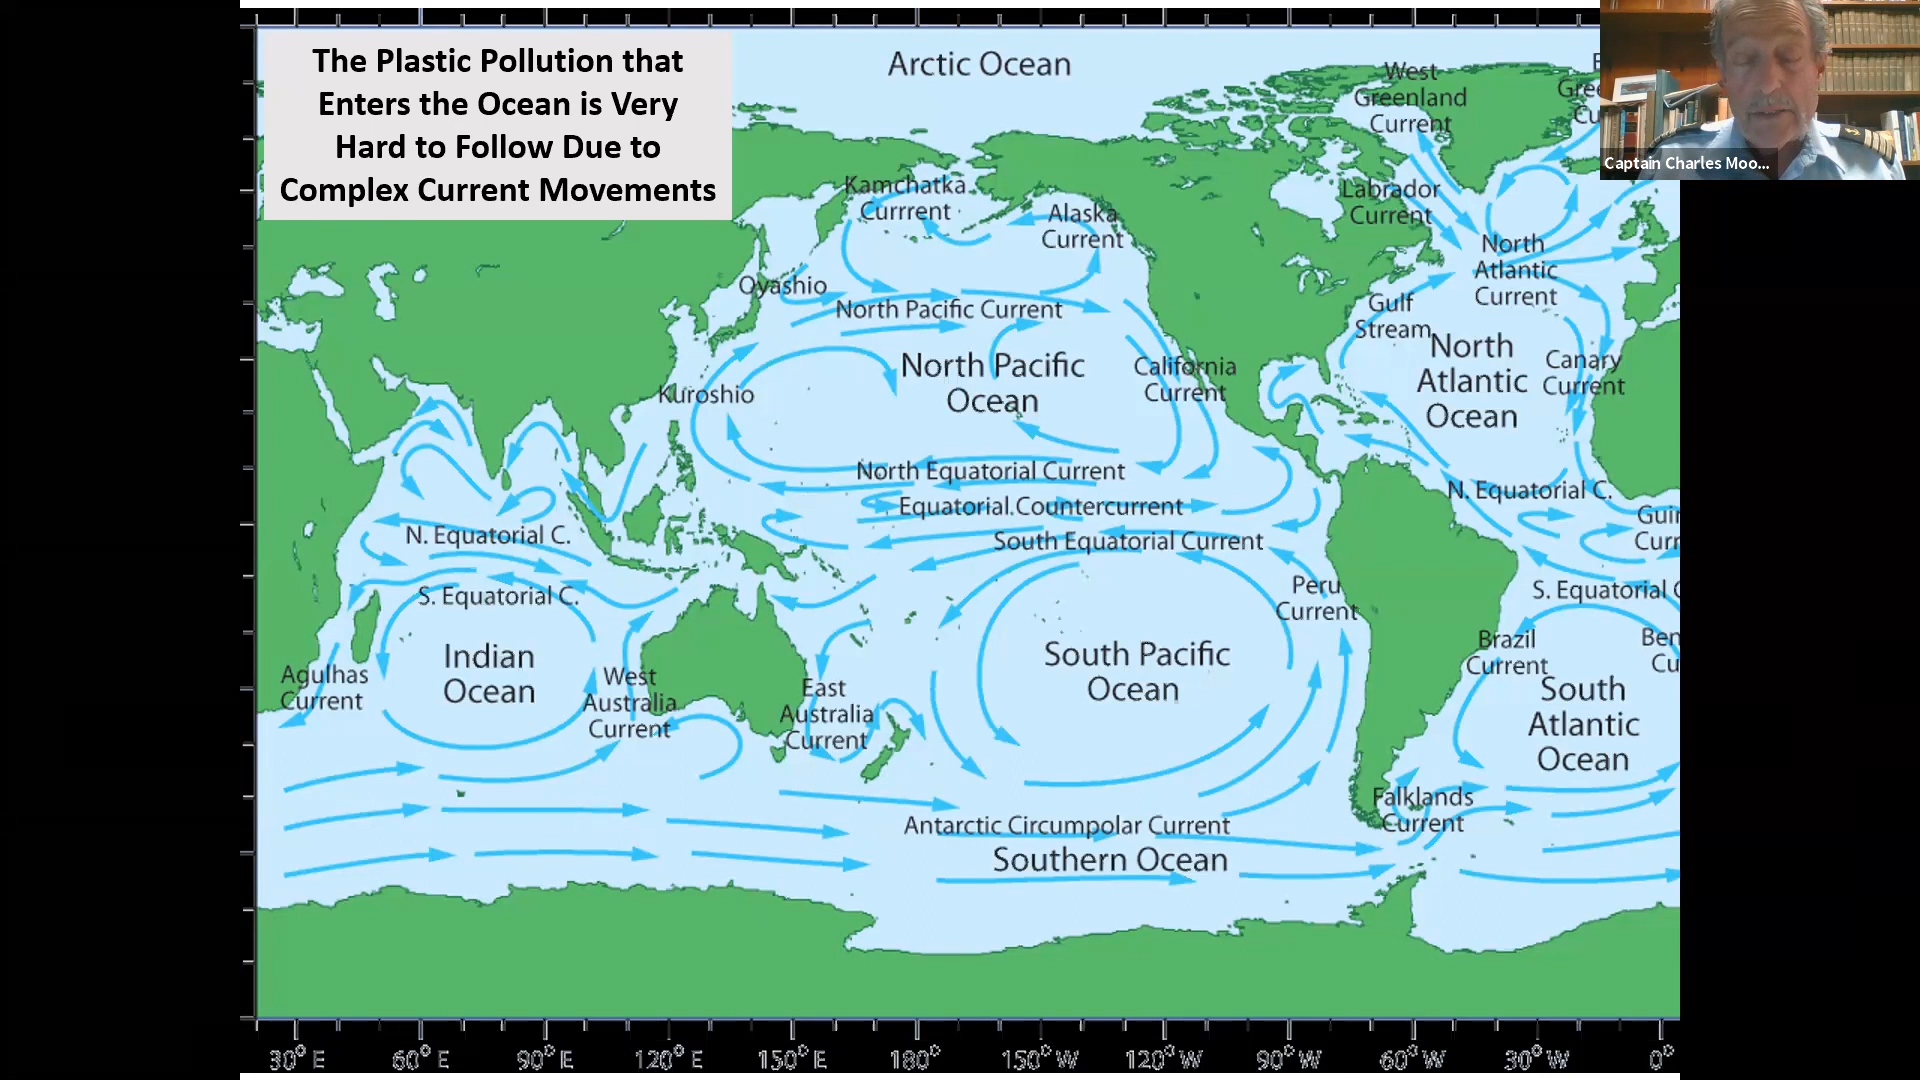 The Plastic Pollution that
Enters the Ocean is Very
Hard to Follow Due to
Complex Current Movements
Captain Charles Moo...
Arctic Ocean
West
Greenland
Current
Kamchatka
Currrent
Alaska
Current
Labrador
Current
North
Atlantic
Current
Oyashio
North Pacific Current
Gulf
Stream
North Pacific
Ocean
California
Current
North
Atlantic
Ocean
Canary
Current
Kuroshio
North Equatorial Current
Equatorial Countercurrent
South Equatorial Current
N. Equatorial C.
Guin
Curr
N. Equatorial C.
S. Equatorial C.
Peru
Current
S. Equatorial C
Indian
Ocean
Agulhas
Current
West
Australia
Current
East
Australia
Current
South Pacific
Ocean
Brazil
Current
Ben
Cu
South
Atlantic
Ocean
Falklands
Current
Antarctic Circumpolar Current
Southern Ocean
30° E 60° E 90° E 120° E 150° E 180° 150° W 120° W 90° W 60° W 30° W 0°